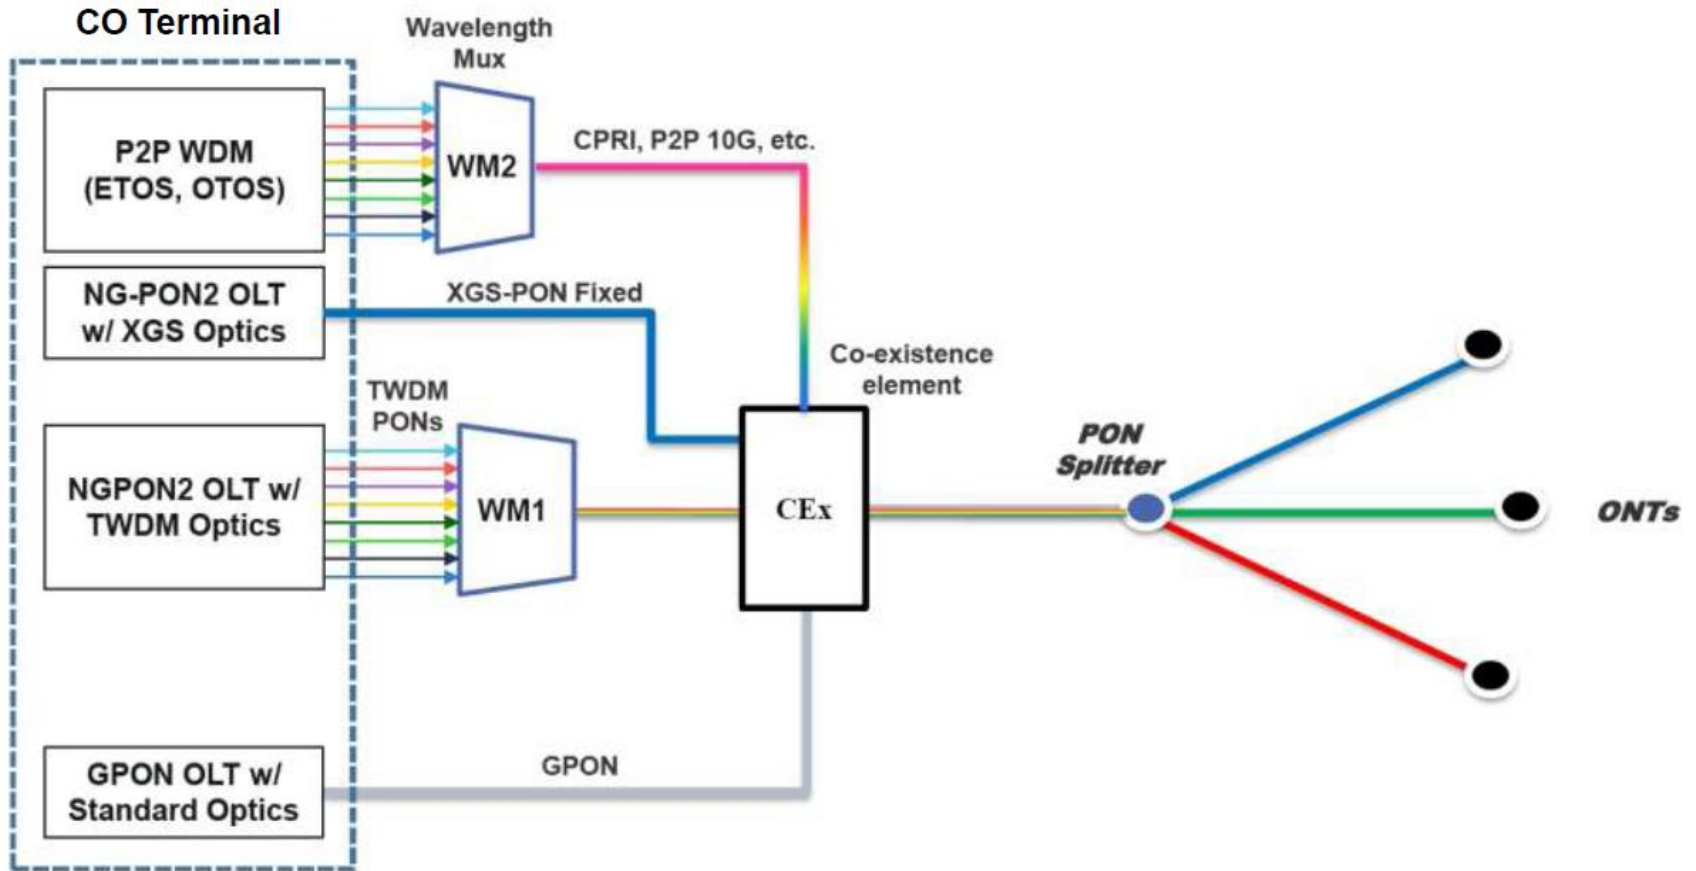 CO Terminal
Wavelength
Mux
P2P WDM
(ETOS, OTOS)
WM2
CPRI, P2P 10G, etc.
NG-PON2 OLT
w/ XGS Optics
XGS-PON Fixed
Co-existence
element
TWDM
PONs
NGPON2 OLT w/
TWDM Optics
WM1
CEx
PON
Splitter
ONTs
GPON OLT w/
Standard Optics
GPON